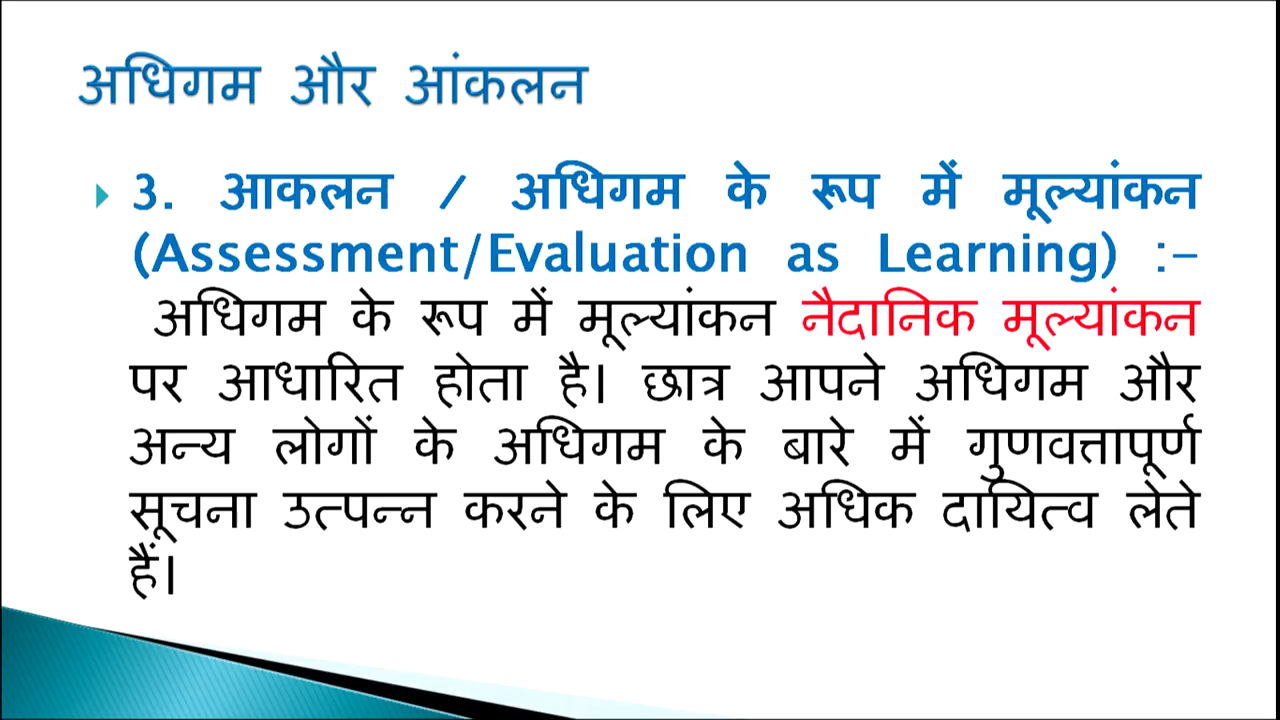 अधिगम और आंकलन
3. आकलन / अधिगम के रूप में मूल्यांकन
(Assessment/Evaluation as Learning) :-
अधिगम के रूप में मूल्यांकन नैदानिक मूल्यांकन
पर आधारित होता है। छात्र आपने अधिगम और
अन्य लोगों के अधिगम के बारे में गुणवत्तापूर्ण
सूचना उत्पन्न करने के लिए अधिक दायित्व लेते
हैं।